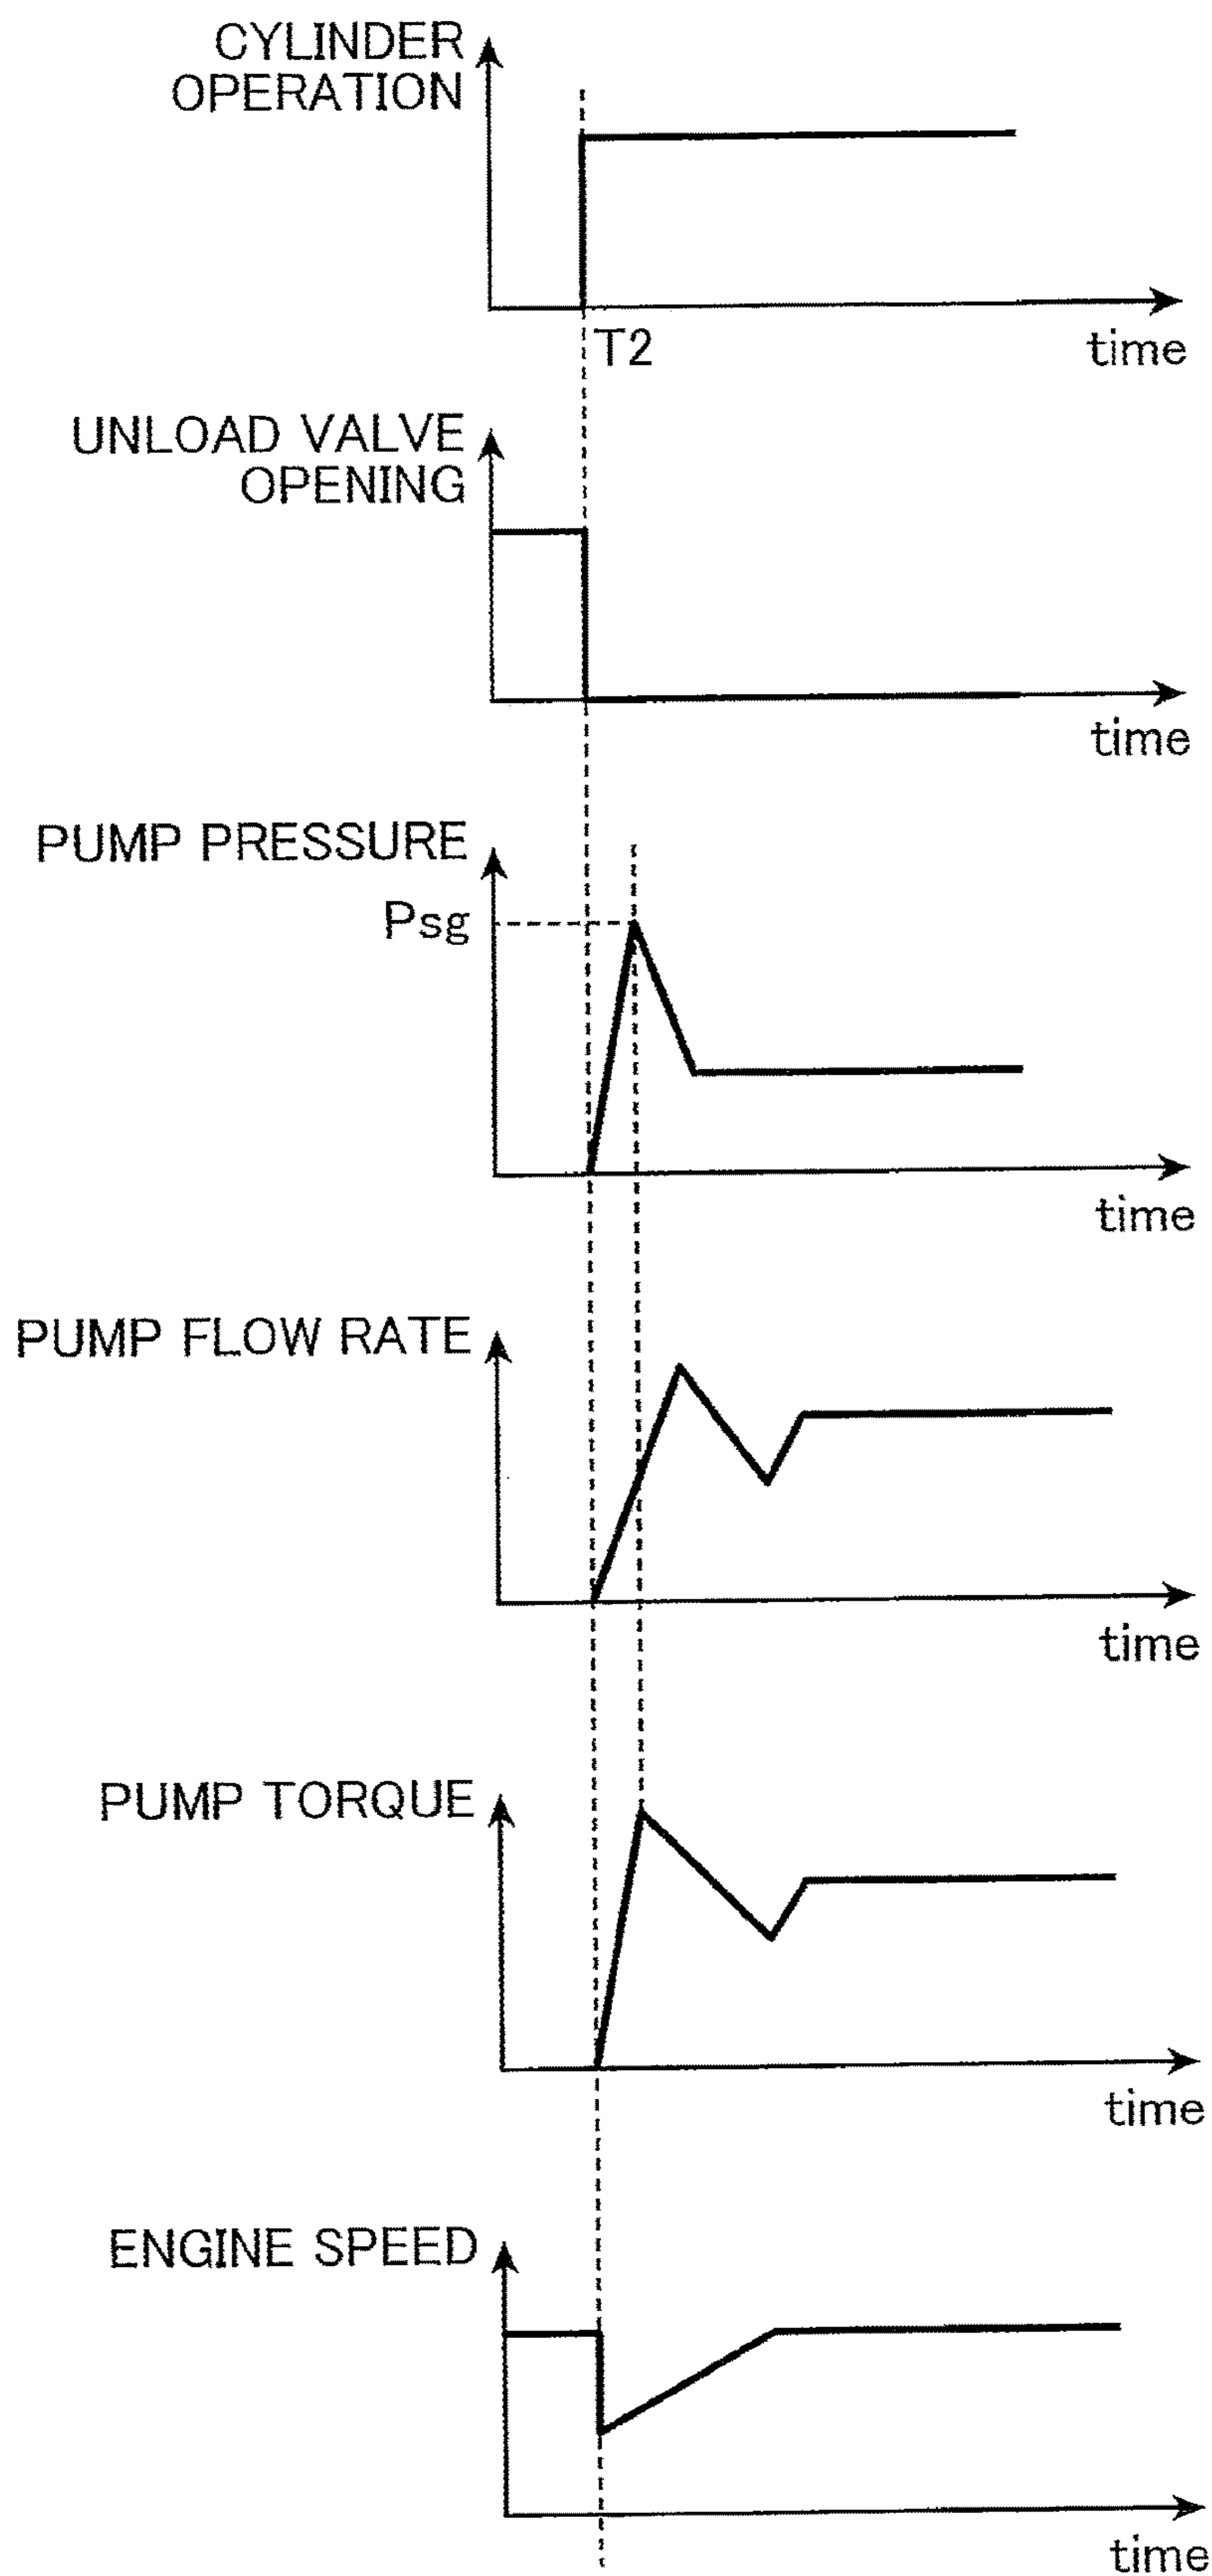 CYLINDER
OPERATION
T2
time
UNLOAD VALVE
OPENING
time
PUMP PRESSURE
Psg
time
PUMP FLOW RATE
time
PUMP TORQUE
time
ENGINE SPEED
time